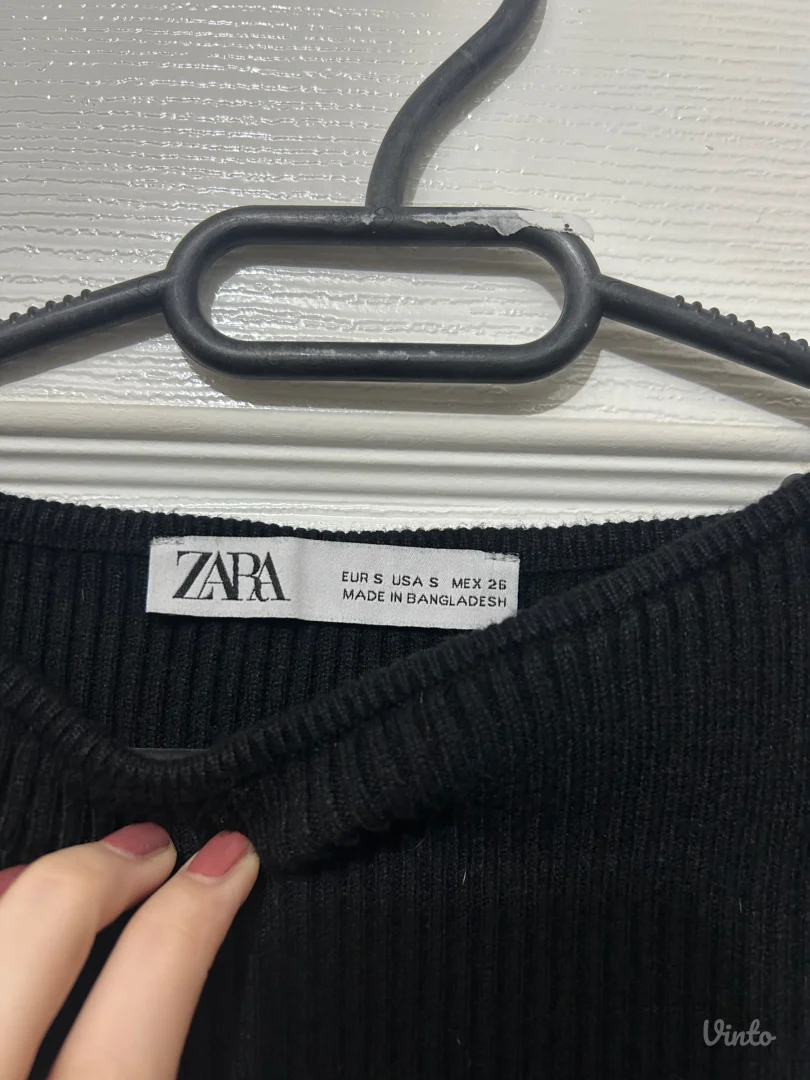 ZARA
EUR S USA S MEX 26
MADE IN BANGLADESH
Vinto